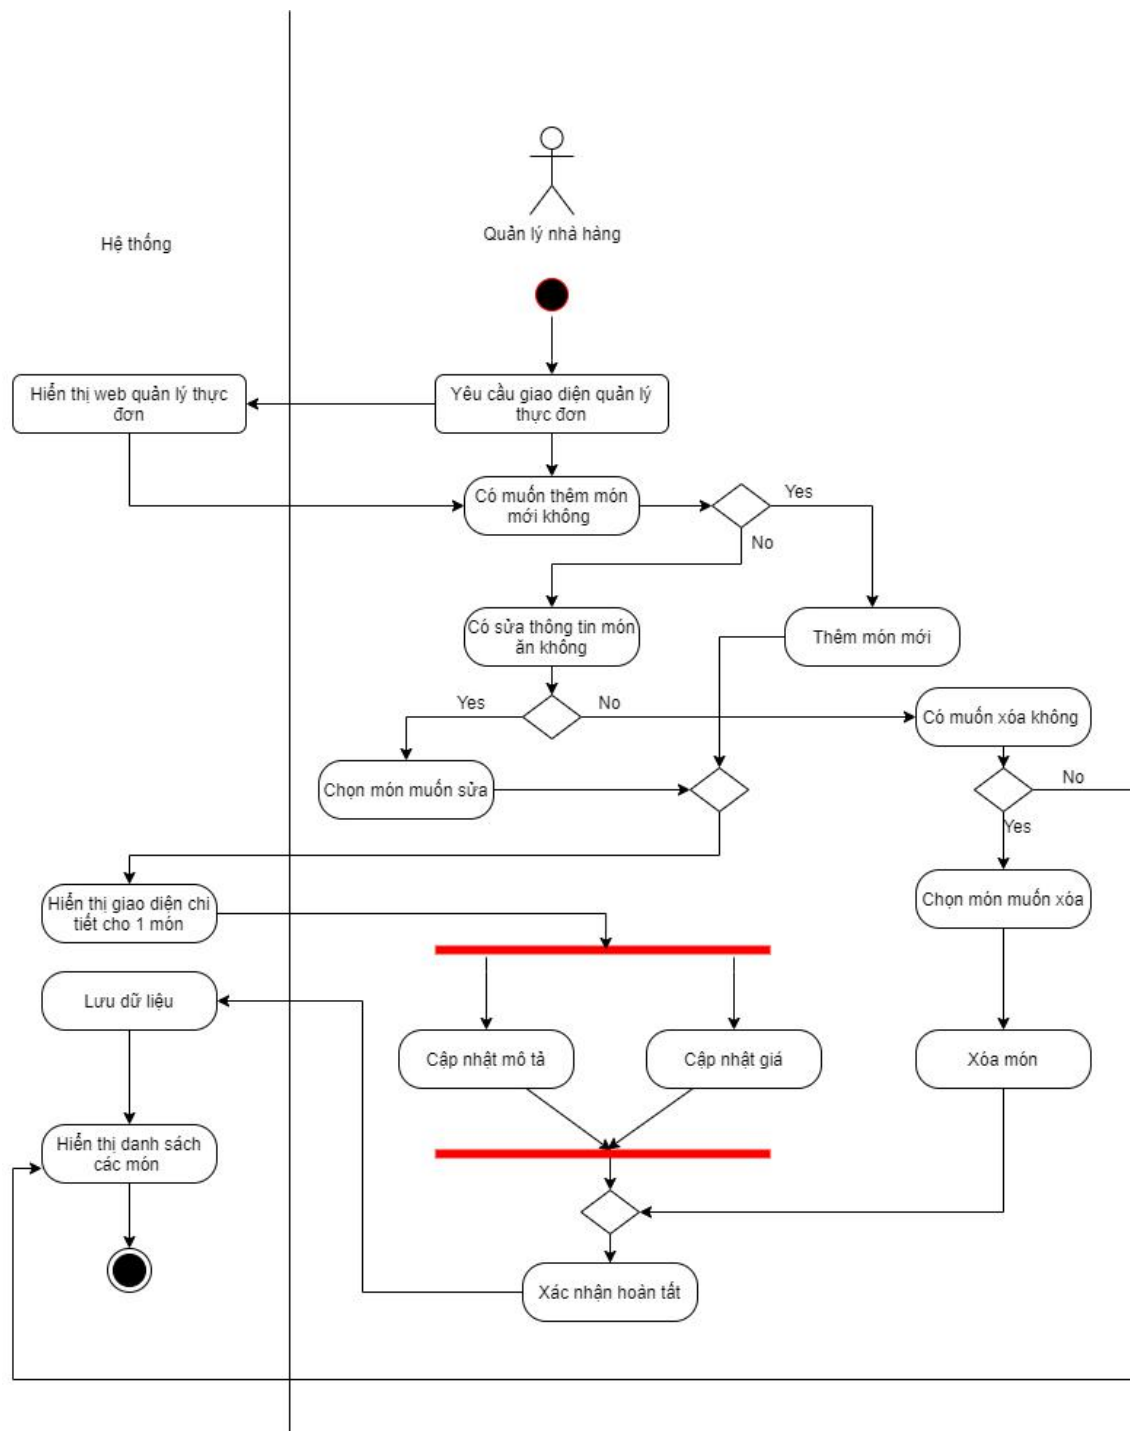 Quản lý nhà hàng
Hệ thống
Hiển thị web quản lý thực
đơn
Yêu cầu giao diện quản lý
thực đơn
Có muốn thêm món
mới không
Yes
No
Có sửa thông tin món
ăn không
Thêm món mới
Yes
No
Có muốn xóa không
Chọn món muốn sửa
No
Yes
Hiển thị giao diện chi
tiết cho 1 món
Chọn món muốn xóa
Lưu dữ liệu
Cập nhật mô tả
Cập nhật giá
Xóa món
Hiển thị danh sách
các món
Xác nhận hoàn tất